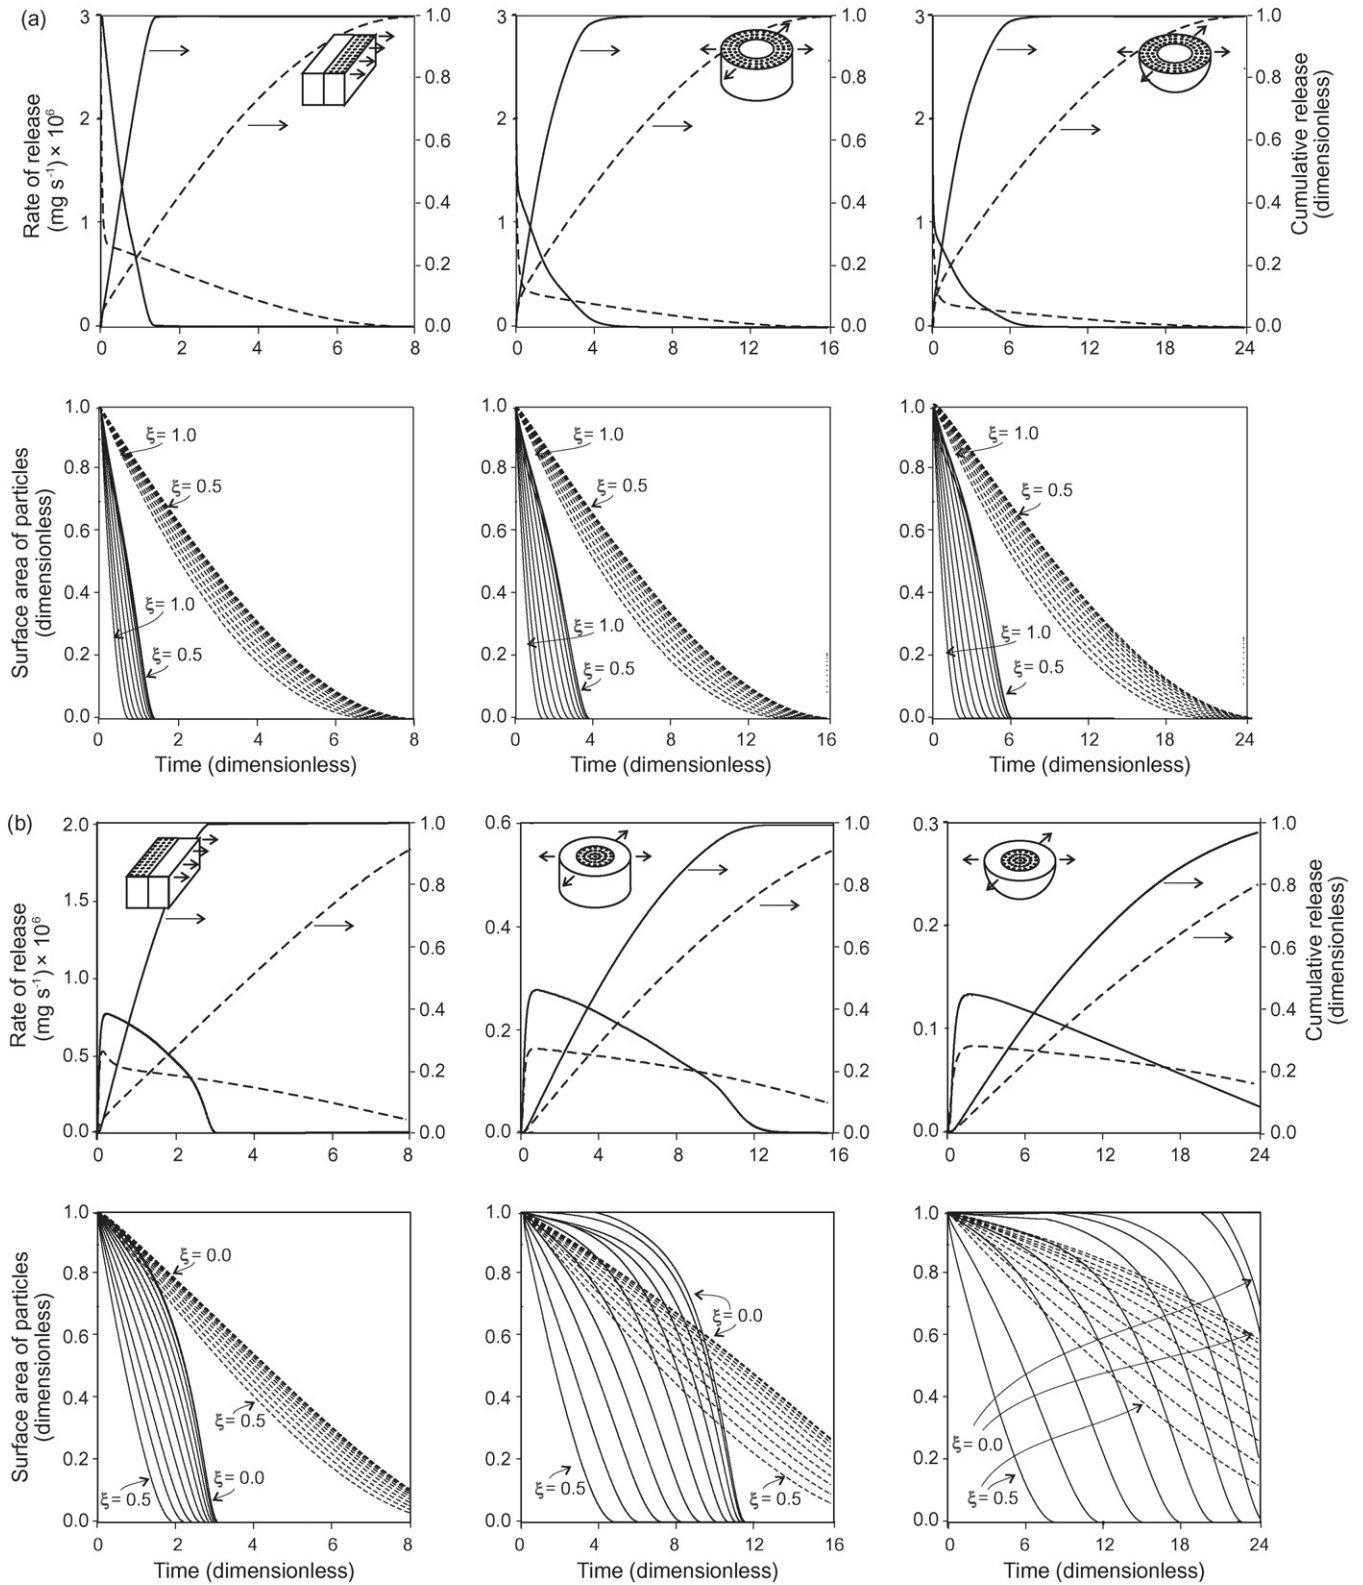 (a)
Rate of release
(mg s⁻¹) × 10⁶
3
2
1
0
0 2 4 6 8
1.0
0.8
0.6
0.4
0.2
0.0
3
2
1
0
0 4 8 12 16
1.0
0.8
0.6
0.4
0.2
0.0
3
2
1
0
0 6 12 18 24
1.0
0.8
0.6
0.4
0.2
0.0
Cumulative release
(dimensionless)
Surface area of particles
(dimensionless)
1.0
0.8
0.6
0.4
0.2
0.0
ξ= 1.0
ξ= 0.5
ξ= 1.0
ξ= 0.5
0 2 4 6 8
Time (dimensionless)
1.0
0.8
0.6
0.4
0.2
0.0
ξ= 1.0
ξ= 0.5
ξ= 1.0
ξ= 0.5
0 4 8 12 16
Time (dimensionless)
1.0
0.8
0.6
0.4
0.2
0.0
ξ= 1.0
ξ= 0.5
ξ= 1.0
ξ= 0.5
0 6 12 18 24
Time (dimensionless)
(b)
Rate of release
(mg s⁻¹) × 10⁶
2.0
1.5
1.0
0.5
0.0
0 2 4 6 8
1.0
0.8
0.6
0.4
0.2
0.0
0.6
0.4
0.2
0.0
0 4 8 12 16
1.0
0.8
0.6
0.4
0.2
0.0
0.3
0.2
0.1
0.0
0 6 12 18 24
1.0
0.8
0.6
0.4
0.2
0.0
Cumulative release
(dimensionless)
Surface area of particles
(dimensionless)
1.0
0.8
0.6
0.4
0.2
0.0
ξ= 0.0
ξ= 0.5
ξ= 0.0
ξ= 0.5
0 2 4 6 8
Time (dimensionless)
1.0
0.8
0.6
0.4
0.2
0.0
ξ= 0.0
ξ= 0.5
ξ= 0.5
0 4 8 12 16
Time (dimensionless)
1.0
0.8
0.6
0.4
0.2
0.0
ξ= 0.0
ξ= 0.5
0 6 12 18 24
Time (dimensionless)